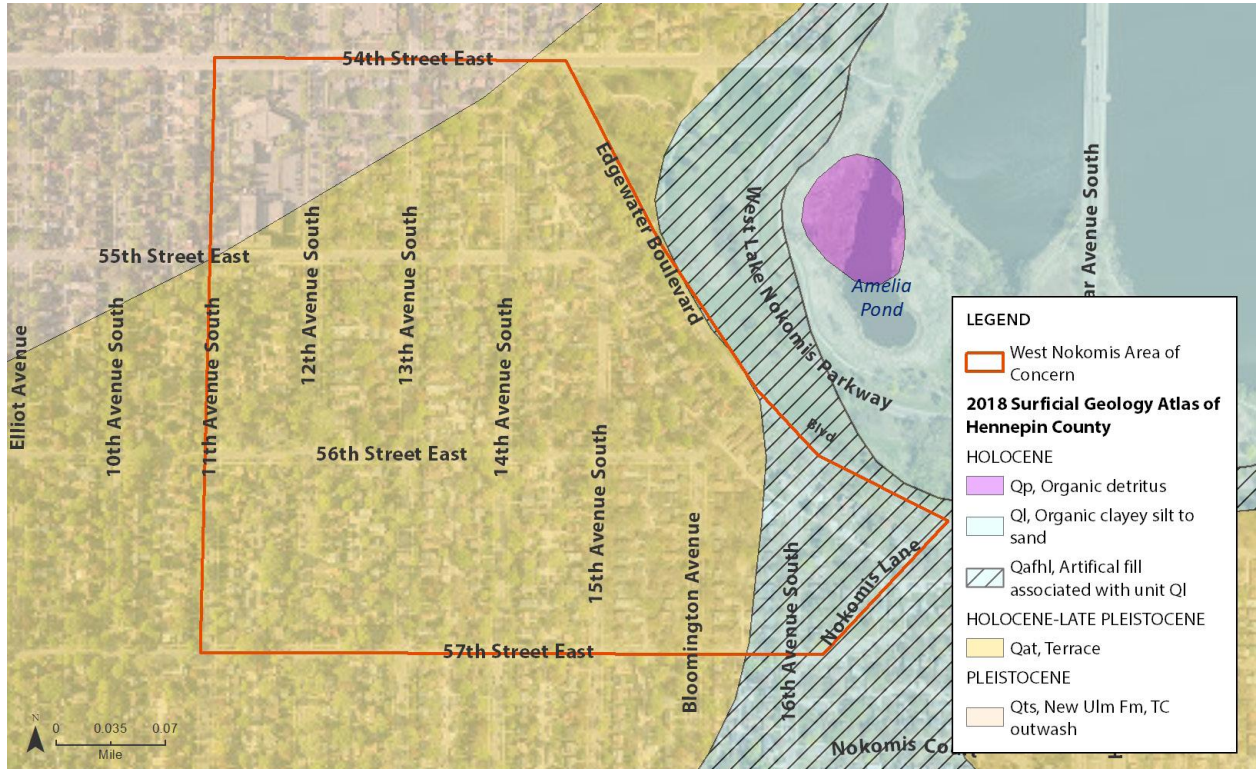 54th Street East
Edgewater Boulevard
West Lake Nokomis Parkway
55th Street East
12th Avenue South
13th Avenue South
Amelia
Pond
ar Avenue South
Elliot Avenue
10th Avenue South
11th Avenue South
14th Avenue South
56th Street East
15th Avenue South
Blvd
Bloomington Avenue
16th Avenue South
Nokomis Lane
57th Street East
Nokomis Cou
N
0 0.035 0.07
Mile
LEGEND
West Nokomis Area of
Concern
2018 Surficial Geology Atlas of
Hennepin County
HOLOCENE
Qp, Organic detritus
Ql, Organic clayey silt to
sand
Qafhl, Artifical fill
associated with unit Ql
HOLOCENE-LATE PLEISTOCENE
Qat, Terrace
PLEISTOCENE
Qts, New Ulm Fm, TC
outwash